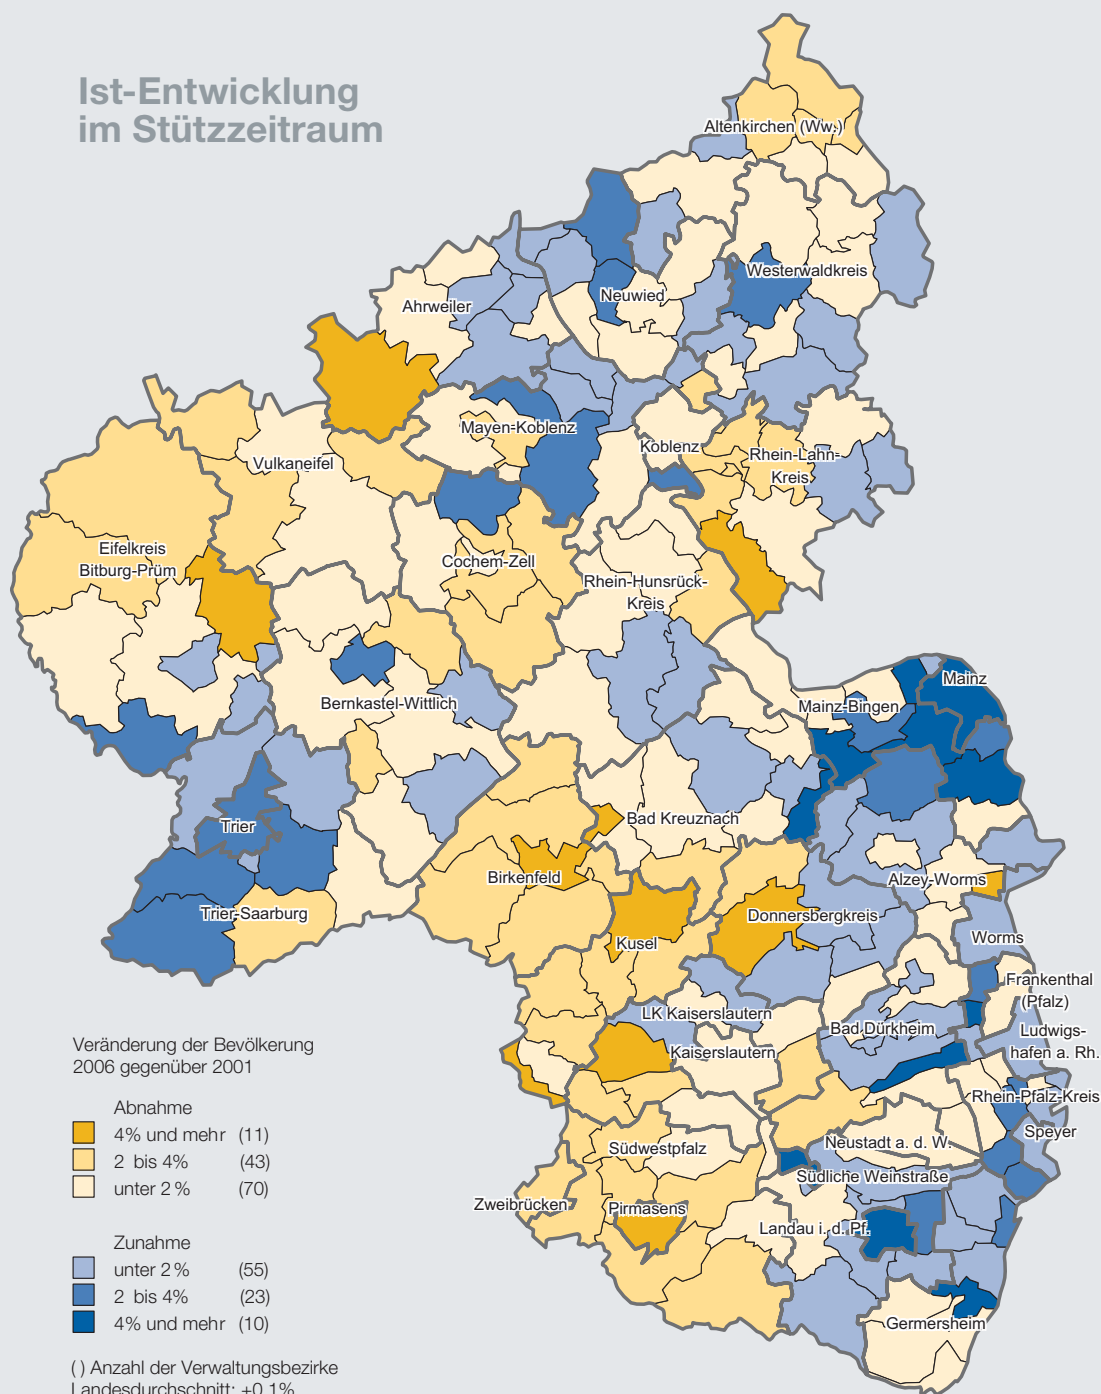 Ist-Entwicklung
im Stützzeitraum
Altenkirchen (Ww.)
Westerwaldkreis
Neuwied
Ahrweiler
Mayen-Koblenz
Koblenz
Rhein-Lahn-
Kreis
Vulkaneifel
Eifelkreis
Bitburg-Prüm
Cochem-Zell
Rhein-Hunsrück-
Kreis
Bernkastel-Wittlich
Mainz
Mainz-Bingen
Trier
Bad Kreuznach
Birkenfeld
Alzey-Worms
Trier-Saarburg
Donnersbergkreis
Kusel
Worms
Frankenthal
(Pfalz)
LK Kaiserslautern
Bad Dürkheim
Ludwigs-
hafen a. Rh.
Kaiserslautern
Rhein-Pfalz-Kreis
Speyer
Neustadt a. d. W.
Südwestpfalz
Südliche Weinstraße
Zweibrücken
Pirmasens
Landau i. d. Pf.
Germersheim
Veränderung der Bevölkerung
2006 gegenüber 2001
Abnahme
4% und mehr (11)
2 bis 4% (43)
unter 2 % (70)
Zunahme
unter 2 % (55)
2 bis 4% (23)
4% und mehr (10)
( ) Anzahl der Verwaltungsbezirke
Landesdurchschnitt: +0,1%